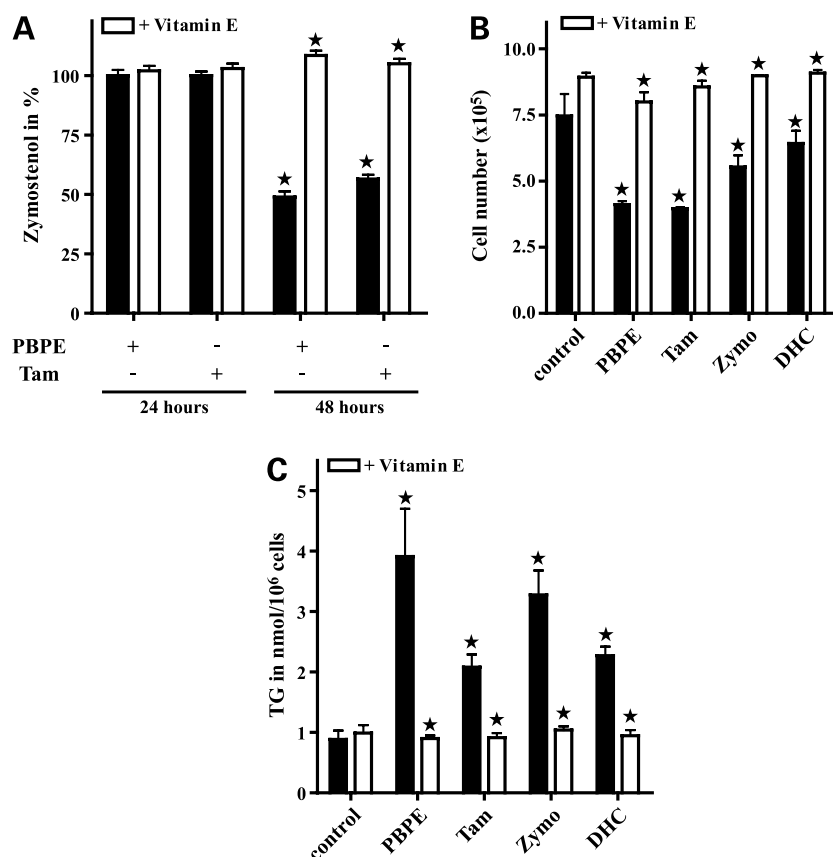 A
+ Vitamin E
Zymostenol in %
100
75
50
25
0
PBPE + - + -
Tam - + - +
24 hours 48 hours
B
+ Vitamin E
Cell number (x10⁵)
10.0
7.5
5.0
2.5
0.0
control PBPE Tam Zymo DHC
C
+ Vitamin E
TG in nmol/10⁶ cells
5
4
3
2
1
0
control PBPE Tam Zymo DHC